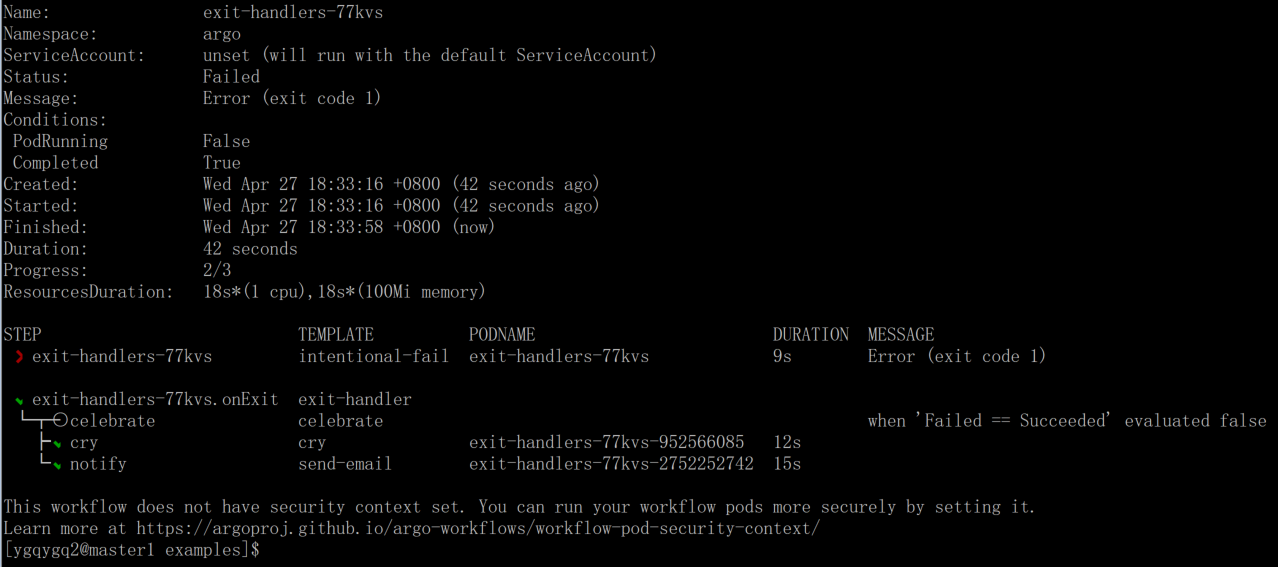 Name: exit-handlers-77kvs
Namespace: argo
ServiceAccount: unset (will run with the default ServiceAccount)
Status: Failed
Message: Error (exit code 1)
Conditions:
PodRunning False
Completed True
Created: Wed Apr 27 18:33:16 +0800 (42 seconds ago)
Started: Wed Apr 27 18:33:16 +0800 (42 seconds ago)
Finished: Wed Apr 27 18:33:58 +0800 (now)
Duration: 42 seconds
Progress: 2/3
ResourcesDuration: 18s*(1 cpu),18s*(100Mi memory)
STEP TEMPLATE PODNAME DURATION MESSAGE
exit-handlers-77kvs intentional-fail exit-handlers-77kvs 9s Error (exit code 1)
exit-handlers-77kvs.onExit exit-handler
celebrate celebrate when 'Failed == Succeeded' evaluated false
cry cry exit-handlers-77kvs-952566085 12s
notify send-email exit-handlers-77kvs-2752252742 15s
This workflow does not have security context set. You can run your workflow pods more securely by setting it.
Learn more at https://argoproj.github.io/argo-workflows/workflow-pod-security-context/
[ygqygq2@master1 examples]$